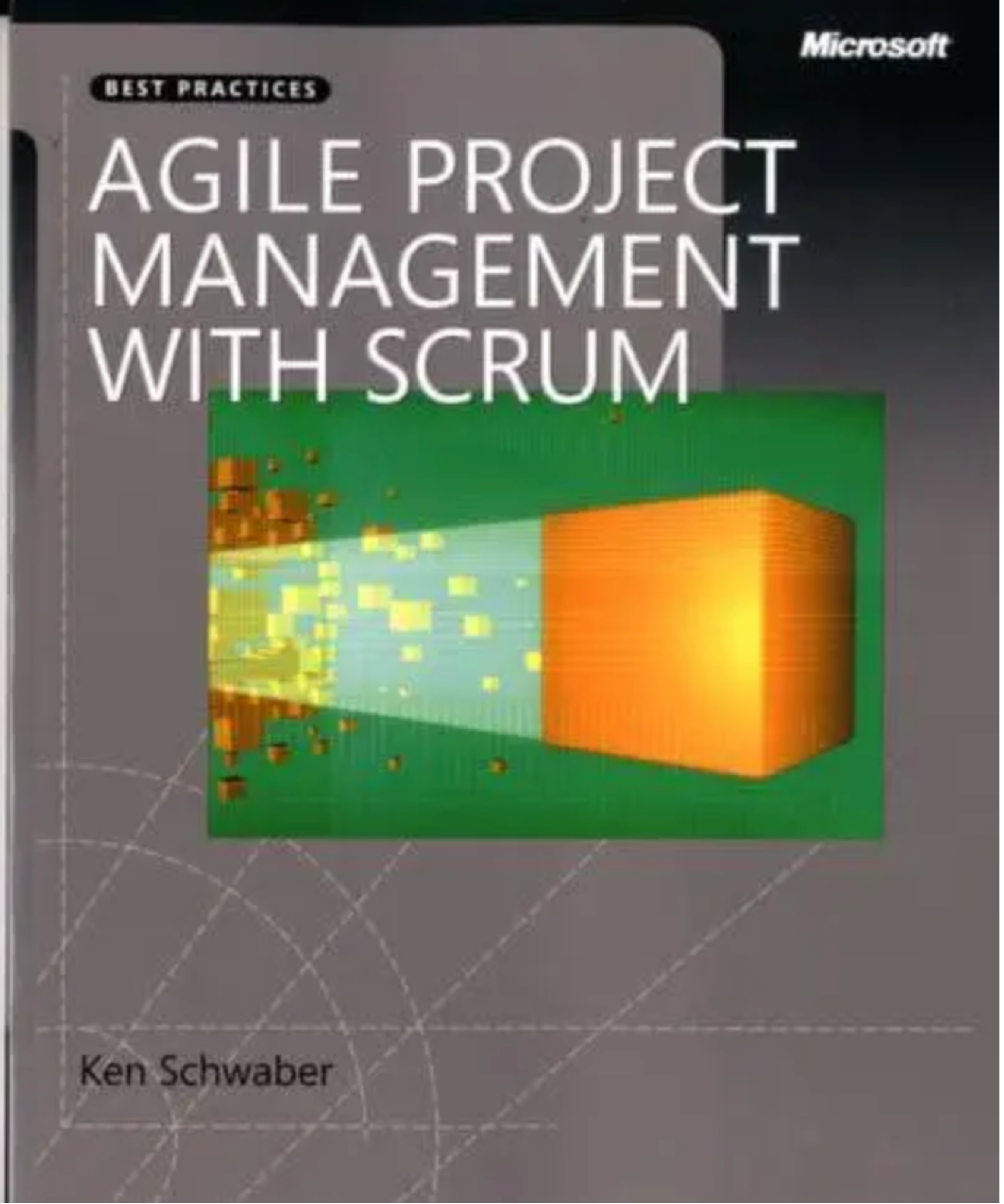 Microsoft
BEST PRACTICES
AGILE PROJECT
MANAGEMENT
WITH SCRUM
Ken Schwaber